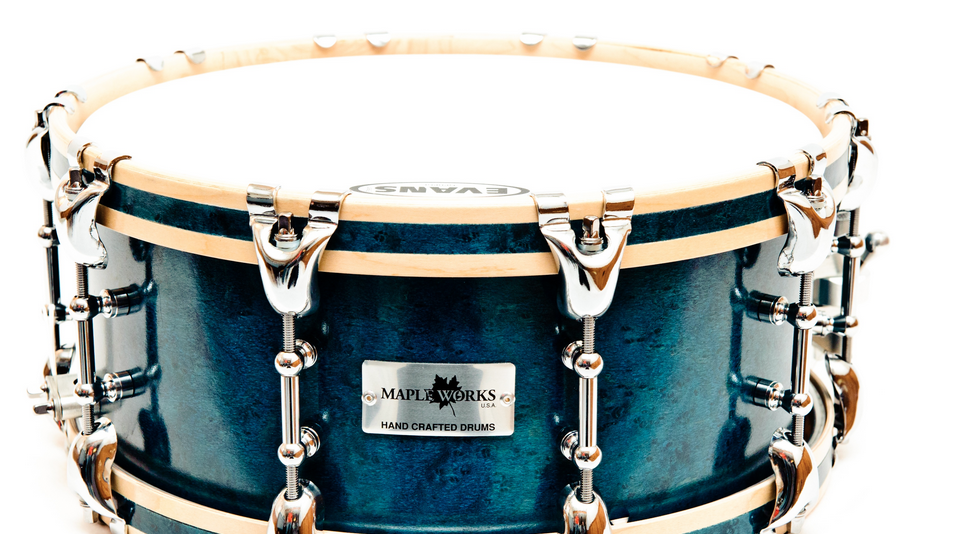 EVANS
MAPLEWORKS
U.S.A
HAND CRAFTED DRUMS